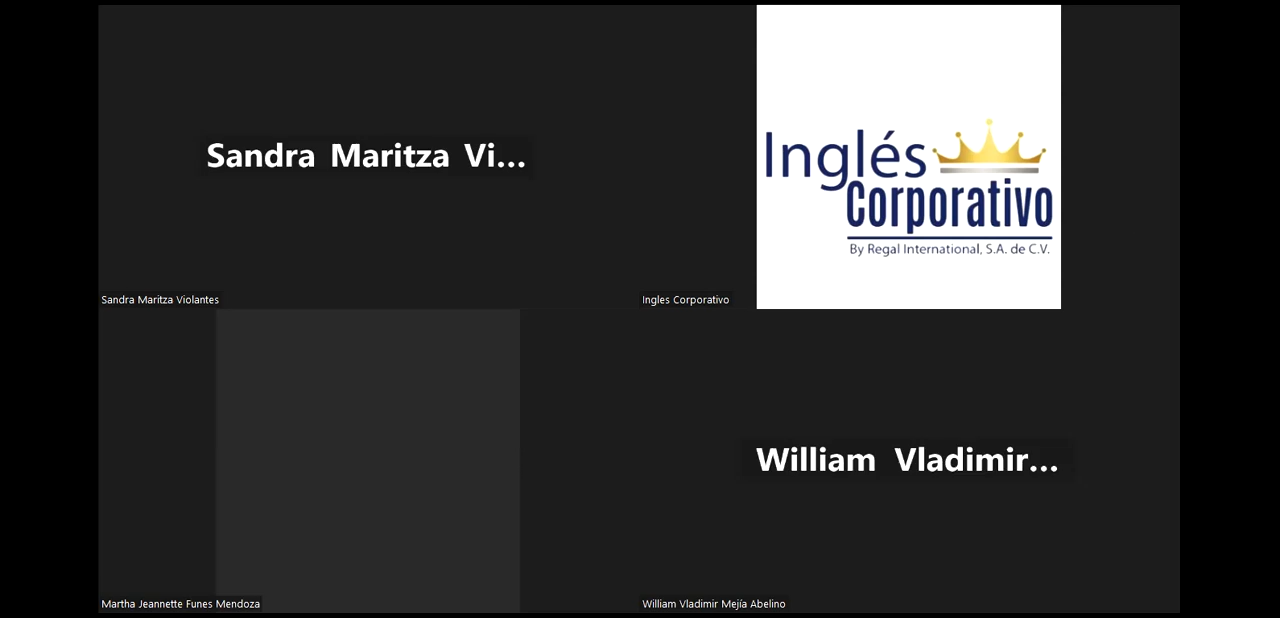 Sandra Maritza Vi...
Sandra Maritza Violantes
Inglés
Corporativo
By Regal International, S.A. de C.V.
Ingles Corporativo
Martha Jeannette Funes Mendoza
William Vladimir...
William Vladimir Mejía Abelino